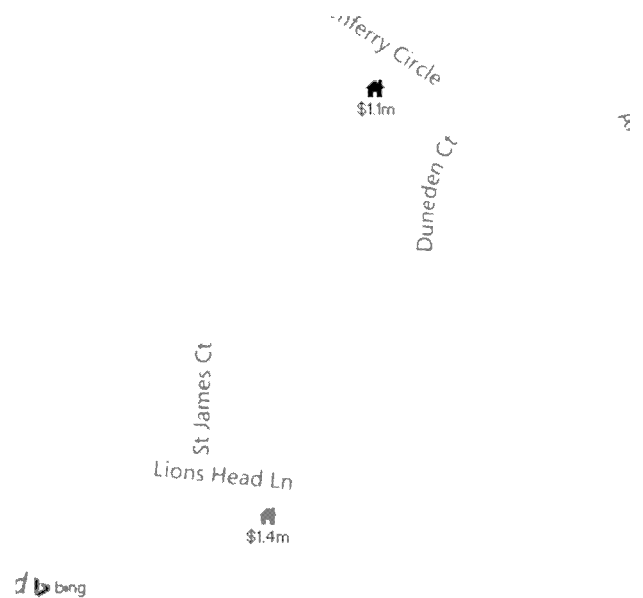 Circle
$1.1m
Duneden Ct
St James Ct
Lions Head Ln
$1.4m
bing